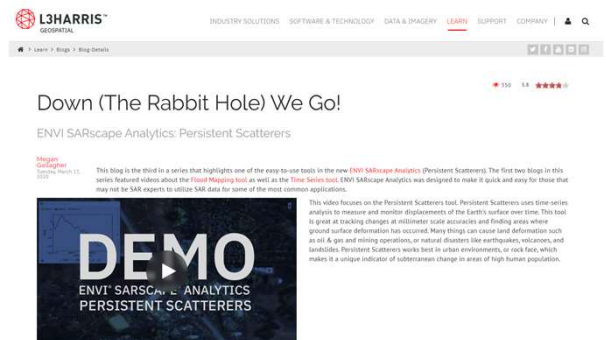 L3HARRIS™
GEOSPATIAL
INDUSTRY SOLUTIONS SOFTWARE & TECHNOLOGY DATA & IMAGERY LEARN SUPPORT COMPANY
> Learn > Blogs > Blog-Details
350 3.8
Down (The Rabbit Hole) We Go!
ENVI SARscape Analytics: Persistent Scatterers
Megan
Gallagher
This blog is the third in a series that highlights one of the easy-to-use tools in the new ENVI SARscape Analytics (Persistent Scatterers). The first two blogs in this
series featured videos about the Flood Mapping tool as well as the Time Series tool. ENVI SARscape Analytics was designed to make it quick and easy for those that
may not be SAR experts to utilize SAR data for some of the most common applications.
This video focuses on the Persistent Scatterers tool. Persistent Scatterers uses time-series
analysis to measure and monitor displacements of the Earth's surface over time. This tool
is great at tracking changes at millimeter scale accuracies and finding areas where
ground surface deformation has occurred. Many things can cause land deformation such
as oil & gas and mining operations, or natural disasters like earthquakes, volcanoes, and
landslides. Persistent Scatterers works best in urban environments, or rock face, which
makes it a unique indicator of subterranean change in areas of high human population.
DEMO
ENVI® SARSCAPE® ANALYTICS
PERSISTENT SCATTERERS